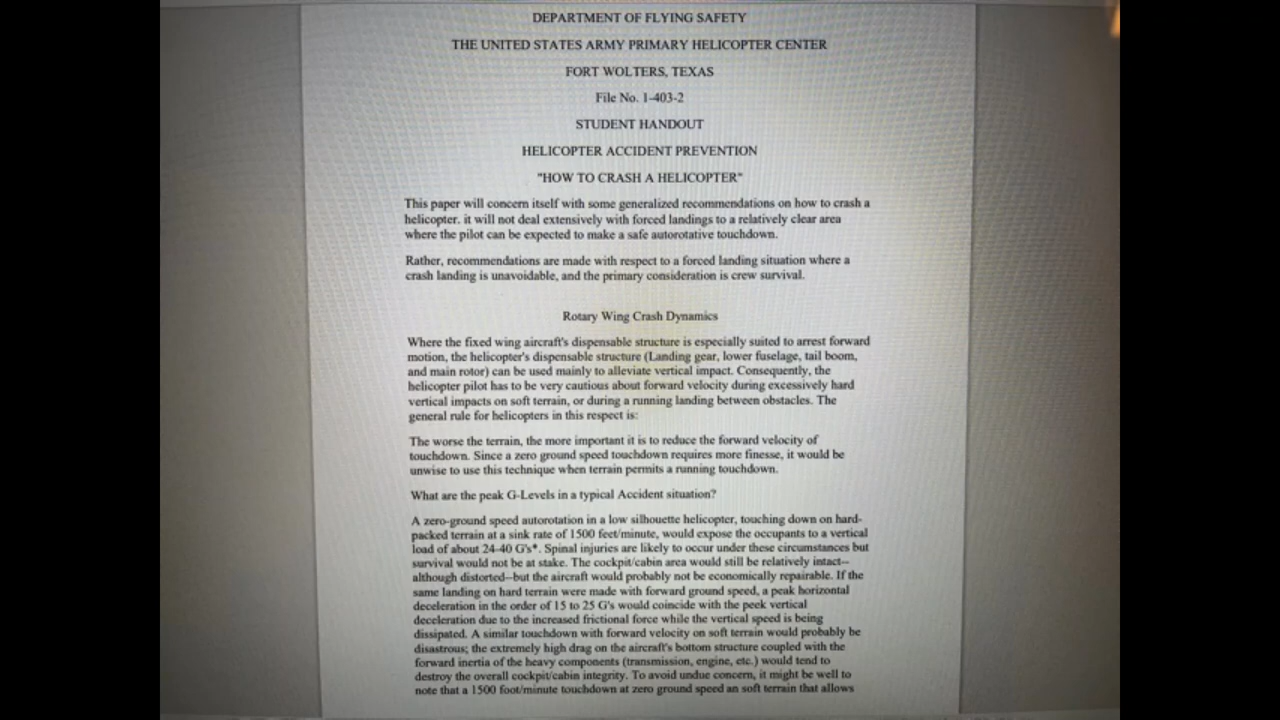 DEPARTMENT OF FLYING SAFETY
THE UNITED STATES ARMY PRIMARY HELICOPTER CENTER
FORT WOLTERS, TEXAS
File No. 1-403-2
STUDENT HANDOUT
HELICOPTER ACCIDENT PREVENTION
"HOW TO CRASH A HELICOPTER"
This paper will concern itself with some generalized recommendations on how to crash a
helicopter. it will not deal extensively with forced landings to a relatively clear area
where the pilot can be expected to make a safe autorotative touchdown.
Rather, recommendations are made with respect to a forced landing situation where a
crash landing is unavoidable, and the primary consideration is crew survival.
Rotary Wing Crash Dynamics
Where the fixed wing aircraft's dispensable structure is especially suited to arrest forward
motion, the helicopter's dispensable structure (Landing gear, lower fuselage, tail boom,
and main rotor) can be used mainly to alleviate vertical impact. Consequently, the
helicopter pilot has to be very cautious about forward velocity during excessively hard
vertical impacts on soft terrain, or during a running landing between obstacles. The
general rule for helicopters in this respect is:
The worse the terrain, the more important it is to reduce the forward velocity of
touchdown. Since a zero ground speed touchdown requires more finesse, it would be
unwise to use this technique when terrain permits a running touchdown.
What are the peak G-Levels in a typical Accident situation?
A zero-ground speed autorotation in a low silhouette helicopter, touching down on hard-
packed terrain at a sink rate of 1500 feet/minute, would expose the occupants to a vertical
load of about 24-40 G's*. Spinal injuries are likely to occur under these circumstances but
survival would not be at stake. The cockpit/cabin area would still be relatively intact--
although distorted--but the aircraft would probably not be economically repairable. If the
same landing on hard terrain were made with forward ground speed, a peak horizontal
deceleration in the order of 15 to 25 G's would coincide with the peek vertical
deceleration due to the increased frictional force while the vertical speed is being
dissipated. A similar touchdown with forward velocity on soft terrain would probably be
disastrous; the extremely high drag on the aircraft's bottom structure coupled with the
forward inertia of the heavy components (transmission, engine, etc.) would tend to
destroy the overall cockpit/cabin integrity. To avoid undue concern, it might be well to
note that a 1500 foot/minute touchdown at zero ground speed an soft terrain that allows